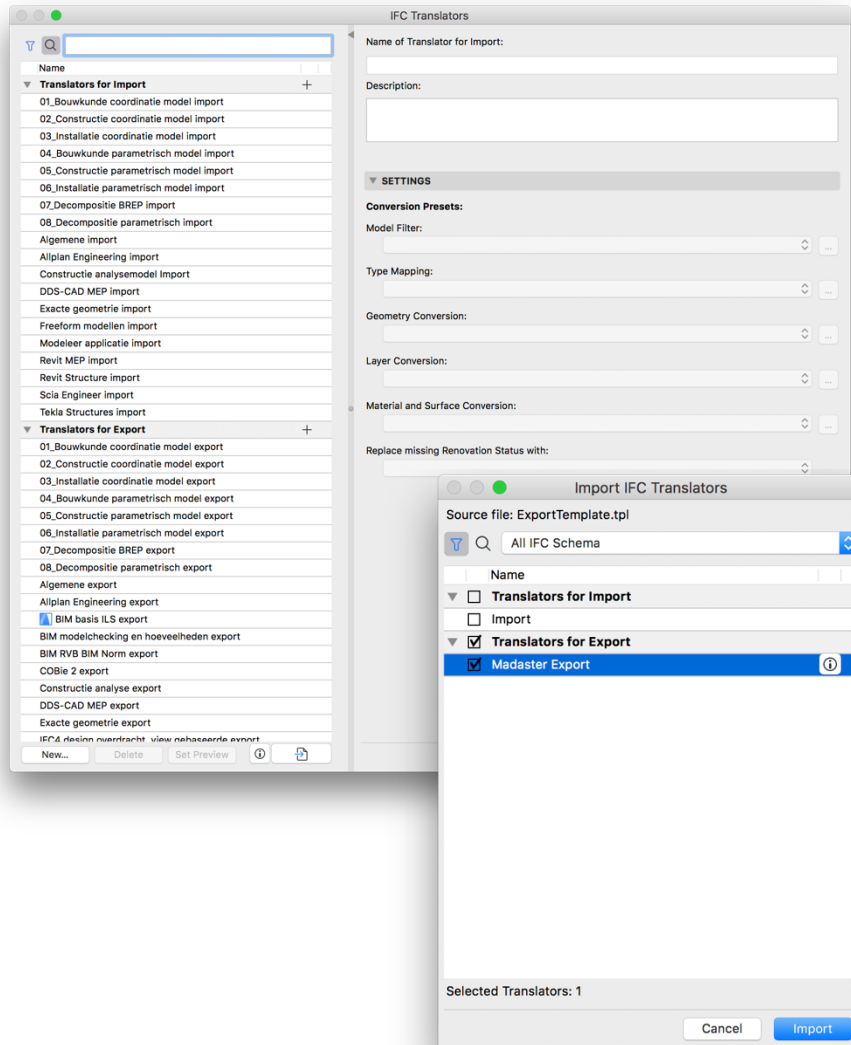 IFC Translators
Name
Translators for Import
01_Bouwkunde coordinatie model import
02_Constructie coordinatie model import
03_Installatie coordinatie model import
04_Bouwkunde parametrisch model import
05_Constructie parametrisch model import
06_Installatie parametrisch model import
07_Decompositie BREP import
08_Decompositie parametrisch import
Algemene import
Allplan Engineering import
Constructie analysemodel Import
DDS-CAD MEP import
Exacte geometrie import
Freeform modellen import
Modeleer applicatie import
Revit MEP import
Revit Structure import
Scia Engineer import
Tekla Structures import
Translators for Export
01_Bouwkunde coordinatie model export
02_Constructie coordinatie model export
03_Installatie coordinatie model export
04_Bouwkunde parametrisch model export
05_Constructie parametrisch model export
06_Installatie parametrisch model export
07_Decompositie BREP export
08_Decompositie parametrisch export
Algemene export
Allplan Engineering export
BIM basis ILS export
BIM modelchecking en hoeveelheden export
BIM RVB BIM Norm export
COBie 2 export
Constructie analyse export
DDS-CAD MEP export
Exacte geometrie export
IFC4 design overdracht, view gebaseerde export
New...
Delete
Set Preview
Name of Translator for Import:
Description:
SETTINGS
Conversion Presets:
Model Filter:
...
Type Mapping:
...
Geometry Conversion:
...
Layer Conversion:
...
Material and Surface Conversion:
...
Replace missing Renovation Status with:
Import IFC Translators
Source file: ExportTemplate.tpl
All IFC Schema
Name
Translators for Import
Import
Translators for Export
Madaster Export
Selected Translators: 1
Cancel
Import